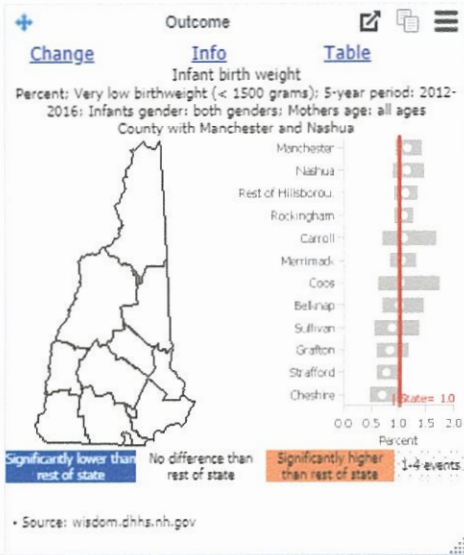 Outcome
Change Info Table
Infant birth weight
Percent; Very low birthweight (< 1500 grams); 5-year period: 2012-
2016; Infants gender: both genders; Mothers age: all ages
County with Manchester and Nashua
Manchester
Nashua
Rest of Hillsborou.
Rockingham
Carroll
Merrimack
Coos
Belknap
Sullivan
Grafton
Strafford
Cheshire
State= 1.0
0.0 0.5 1.0 1.5 2.0
Percent
Significantly lower than
rest of state
No difference than
rest of state
Significantly higher
than rest of state
1-4 events
• Source: wisdom.dhhs.nh.gov